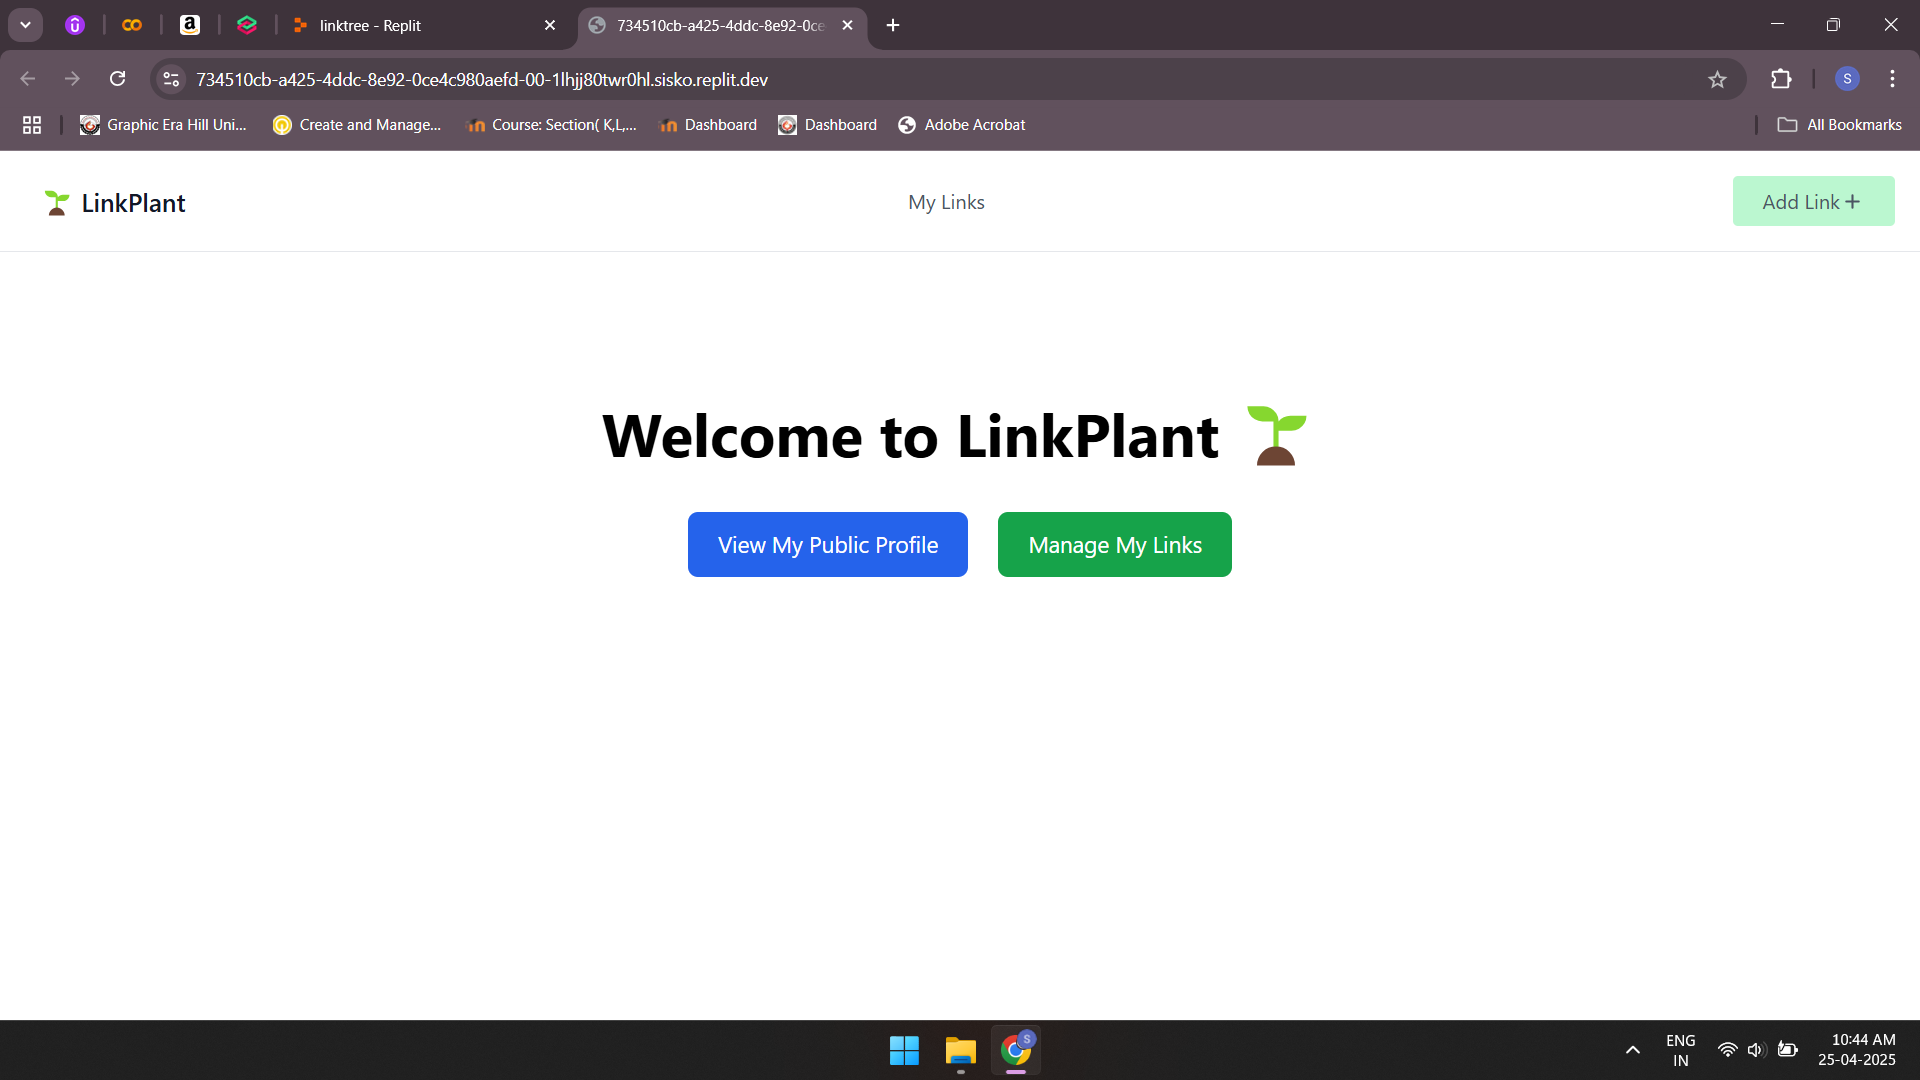 linktree - Replit
734510cb-a425-4ddc-8e92-0ce
734510cb-a425-4ddc-8e92-0ce4c980aefd-00-1lhjj80twr0hl.sisko.replit.dev
S
Graphic Era Hill Uni...
Create and Manage...
Course: Section( K,L,...
Dashboard
Dashboard
Adobe Acrobat
All Bookmarks
LinkPlant
My Links
Add Link +
Welcome to LinkPlant
View My Public Profile
Manage My Links
S
ENG
IN
10:44 AM
25-04-2025